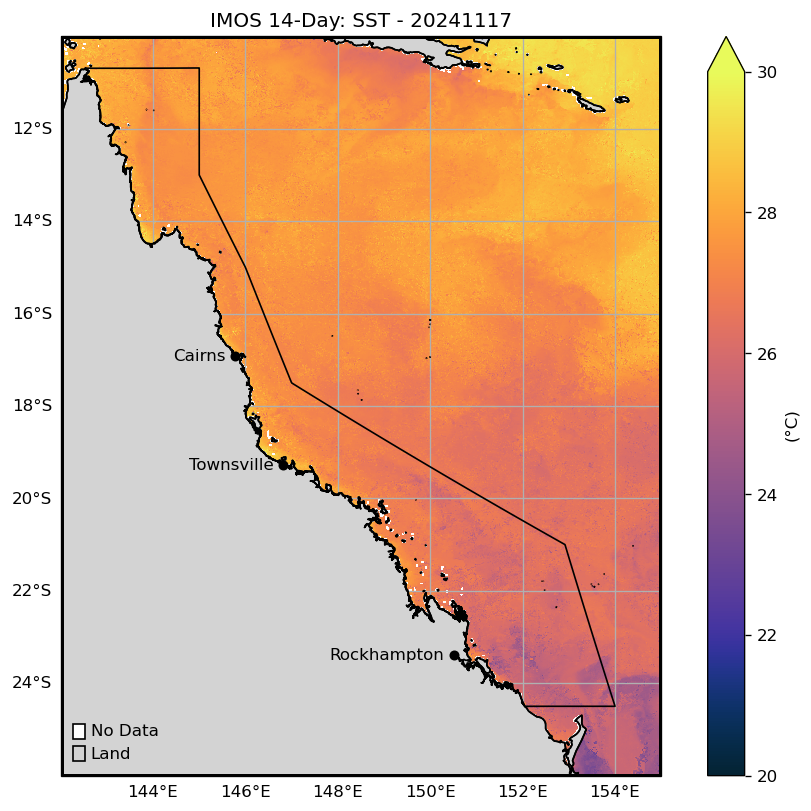 IMOS 14-Day: SST - 20241117
12°S
14°S
16°S
18°S
20°S
22°S
24°S
Cairns
Townsville
Rockhampton
No Data
Land
144°E 146°E 148°E 150°E 152°E 154°E
30
28
26
24
22
20
(°C)